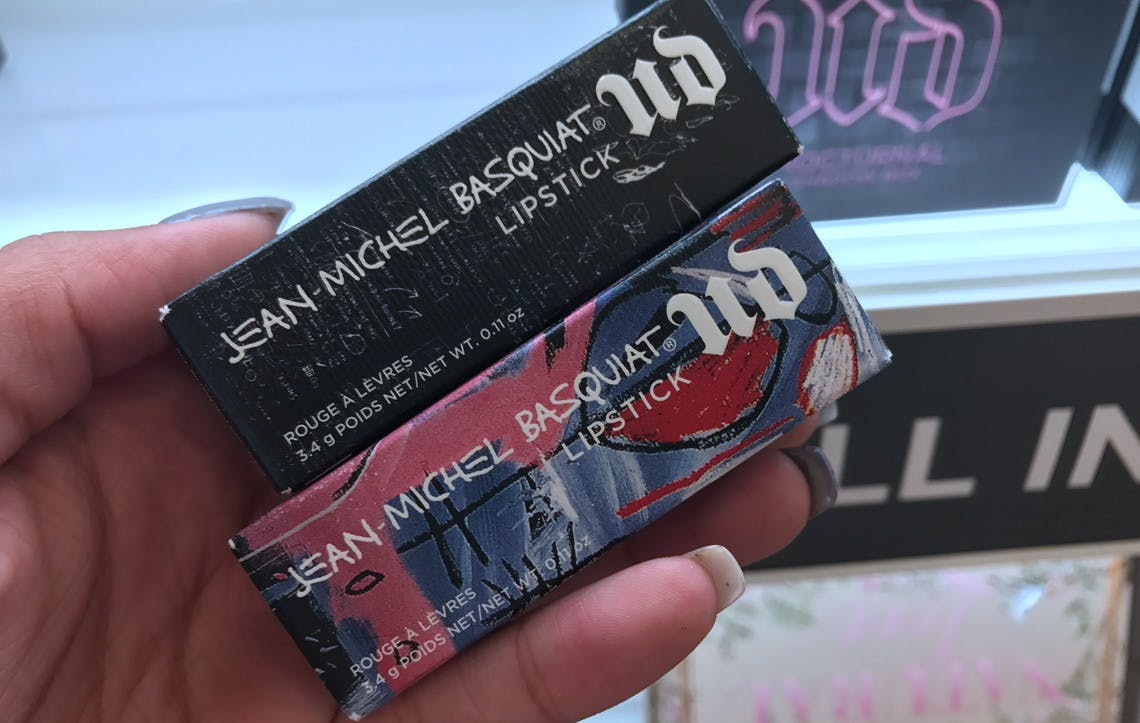 UD
JEAN-MICHEL BASQUIAT®
LIPSTICK
ROUGE À LÈVRES
3.4 g POIDS NET/NET WT. 0.11 oz
UD
JEAN-MICHEL BASQUIAT®
LIPSTICK
ROUGE À LÈVRES
3.4 g POIDS NET/NET WT. 0.11 oz
UD
NOCTURNAL
LL IN